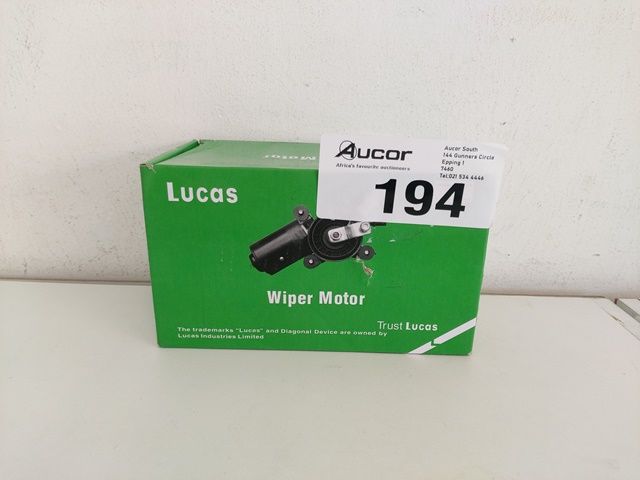 Motor
Aucor
Africa's favourite auctioneers
Aucor South
144 Gunners Circle
Epping 1
7460
Tel:021 534 4446
194
Lucas
Wiper Motor
Trust Lucas
The trademarks "Lucas" and Diagonal Device are owned by
Lucas Industries Limited